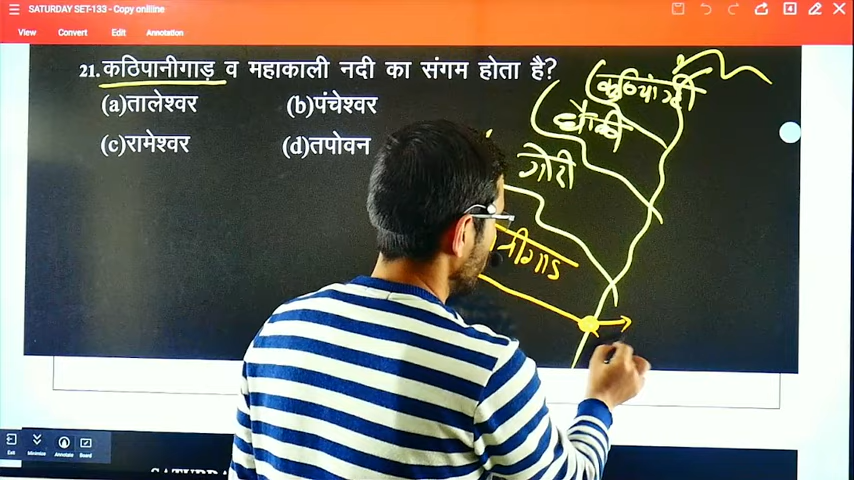 SATURDAY SET-133 - Copy onliine
View Convert Edit Annotation
21. कठिपानीगाड़ व महाकाली नदी का संगम होता है?
(a)तालेश्वर (b)पंचेश्वर
(c)रामेश्वर (d)तपोवन
धौली
गोरी
नीगाड
Exit Minimize Annotate Board